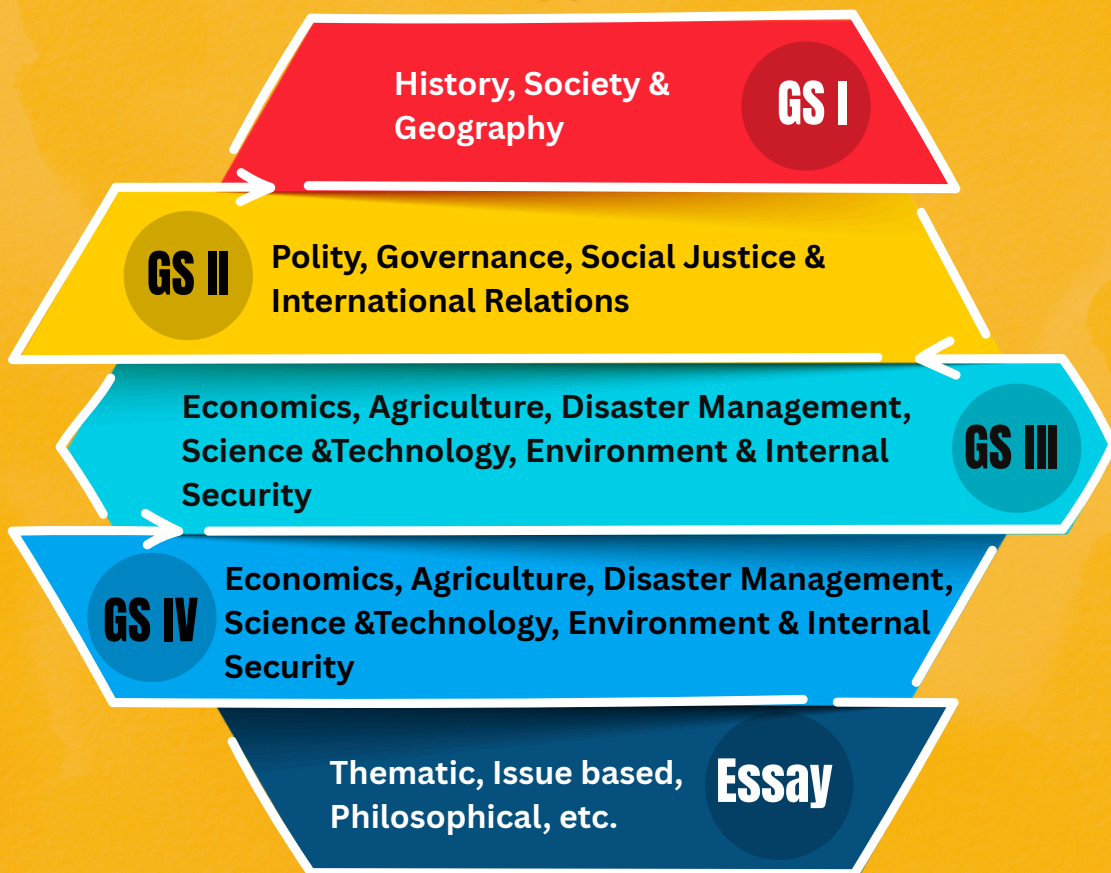 History, Society &
Geography
GS I
GS II
Polity, Governance, Social Justice &
International Relations
Economics, Agriculture, Disaster Management,
Science &Technology, Environment & Internal
Security
GS III
GS IV
Economics, Agriculture, Disaster Management,
Science &Technology, Environment & Internal
Security
Thematic, Issue based,
Philosophical, etc.
Essay